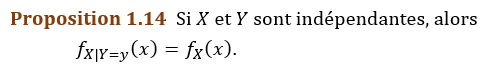 Proposition 1.14 Si X et Y sont indépendantes, alors
f_{X|Y=y}(x) = f_X(x).